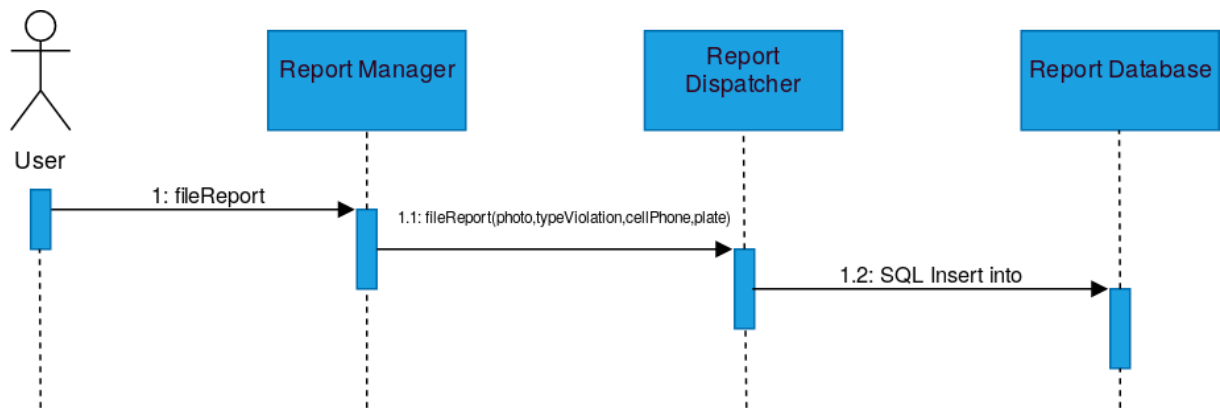 Report Manager
Report
Dispatcher
Report Database
User
1: fileReport
1.1: fileReport(photo,typeViolation,cellPhone,plate)
1.2: SQL Insert into